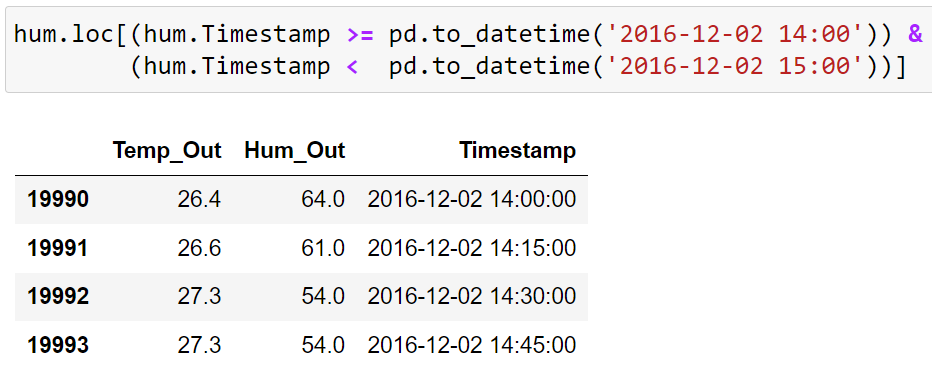 hum.loc[(hum.Timestamp >= pd.to_datetime('2016-12-02 14:00')) &
(hum.Timestamp <  pd.to_datetime('2016-12-02 15:00'))]
Temp_Out Hum_Out Timestamp
19990 26.4 64.0 2016-12-02 14:00:00
19991 26.6 61.0 2016-12-02 14:15:00
19992 27.3 54.0 2016-12-02 14:30:00
19993 27.3 54.0 2016-12-02 14:45:00